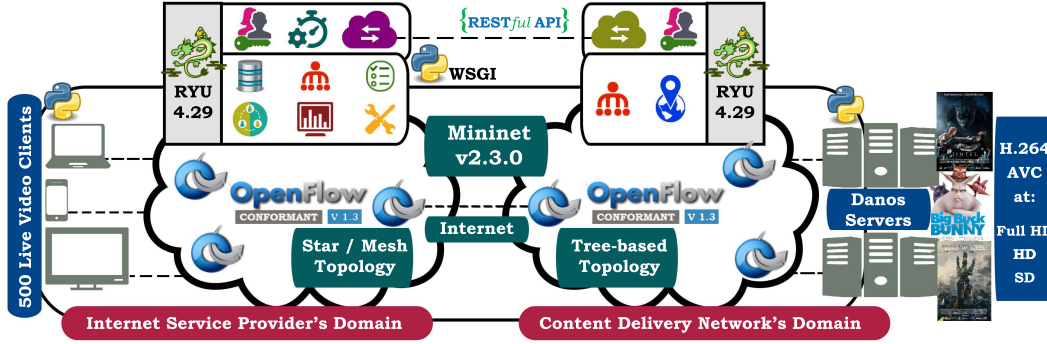 {RESTful API}
RYU
4.29
WSGI
RYU
4.29
500 Live Video Clients
Mininet
v2.3.0
OpenFlow
CONFORMANT V 1.3
OpenFlow
CONFORMANT V 1.3
Internet
Star / Mesh
Topology
Tree-based
Topology
Danos
Servers
Big Buck
BUNNY
H.264
AVC
at:
Full HD
HD
SD
Internet Service Provider's Domain
Content Delivery Network's Domain